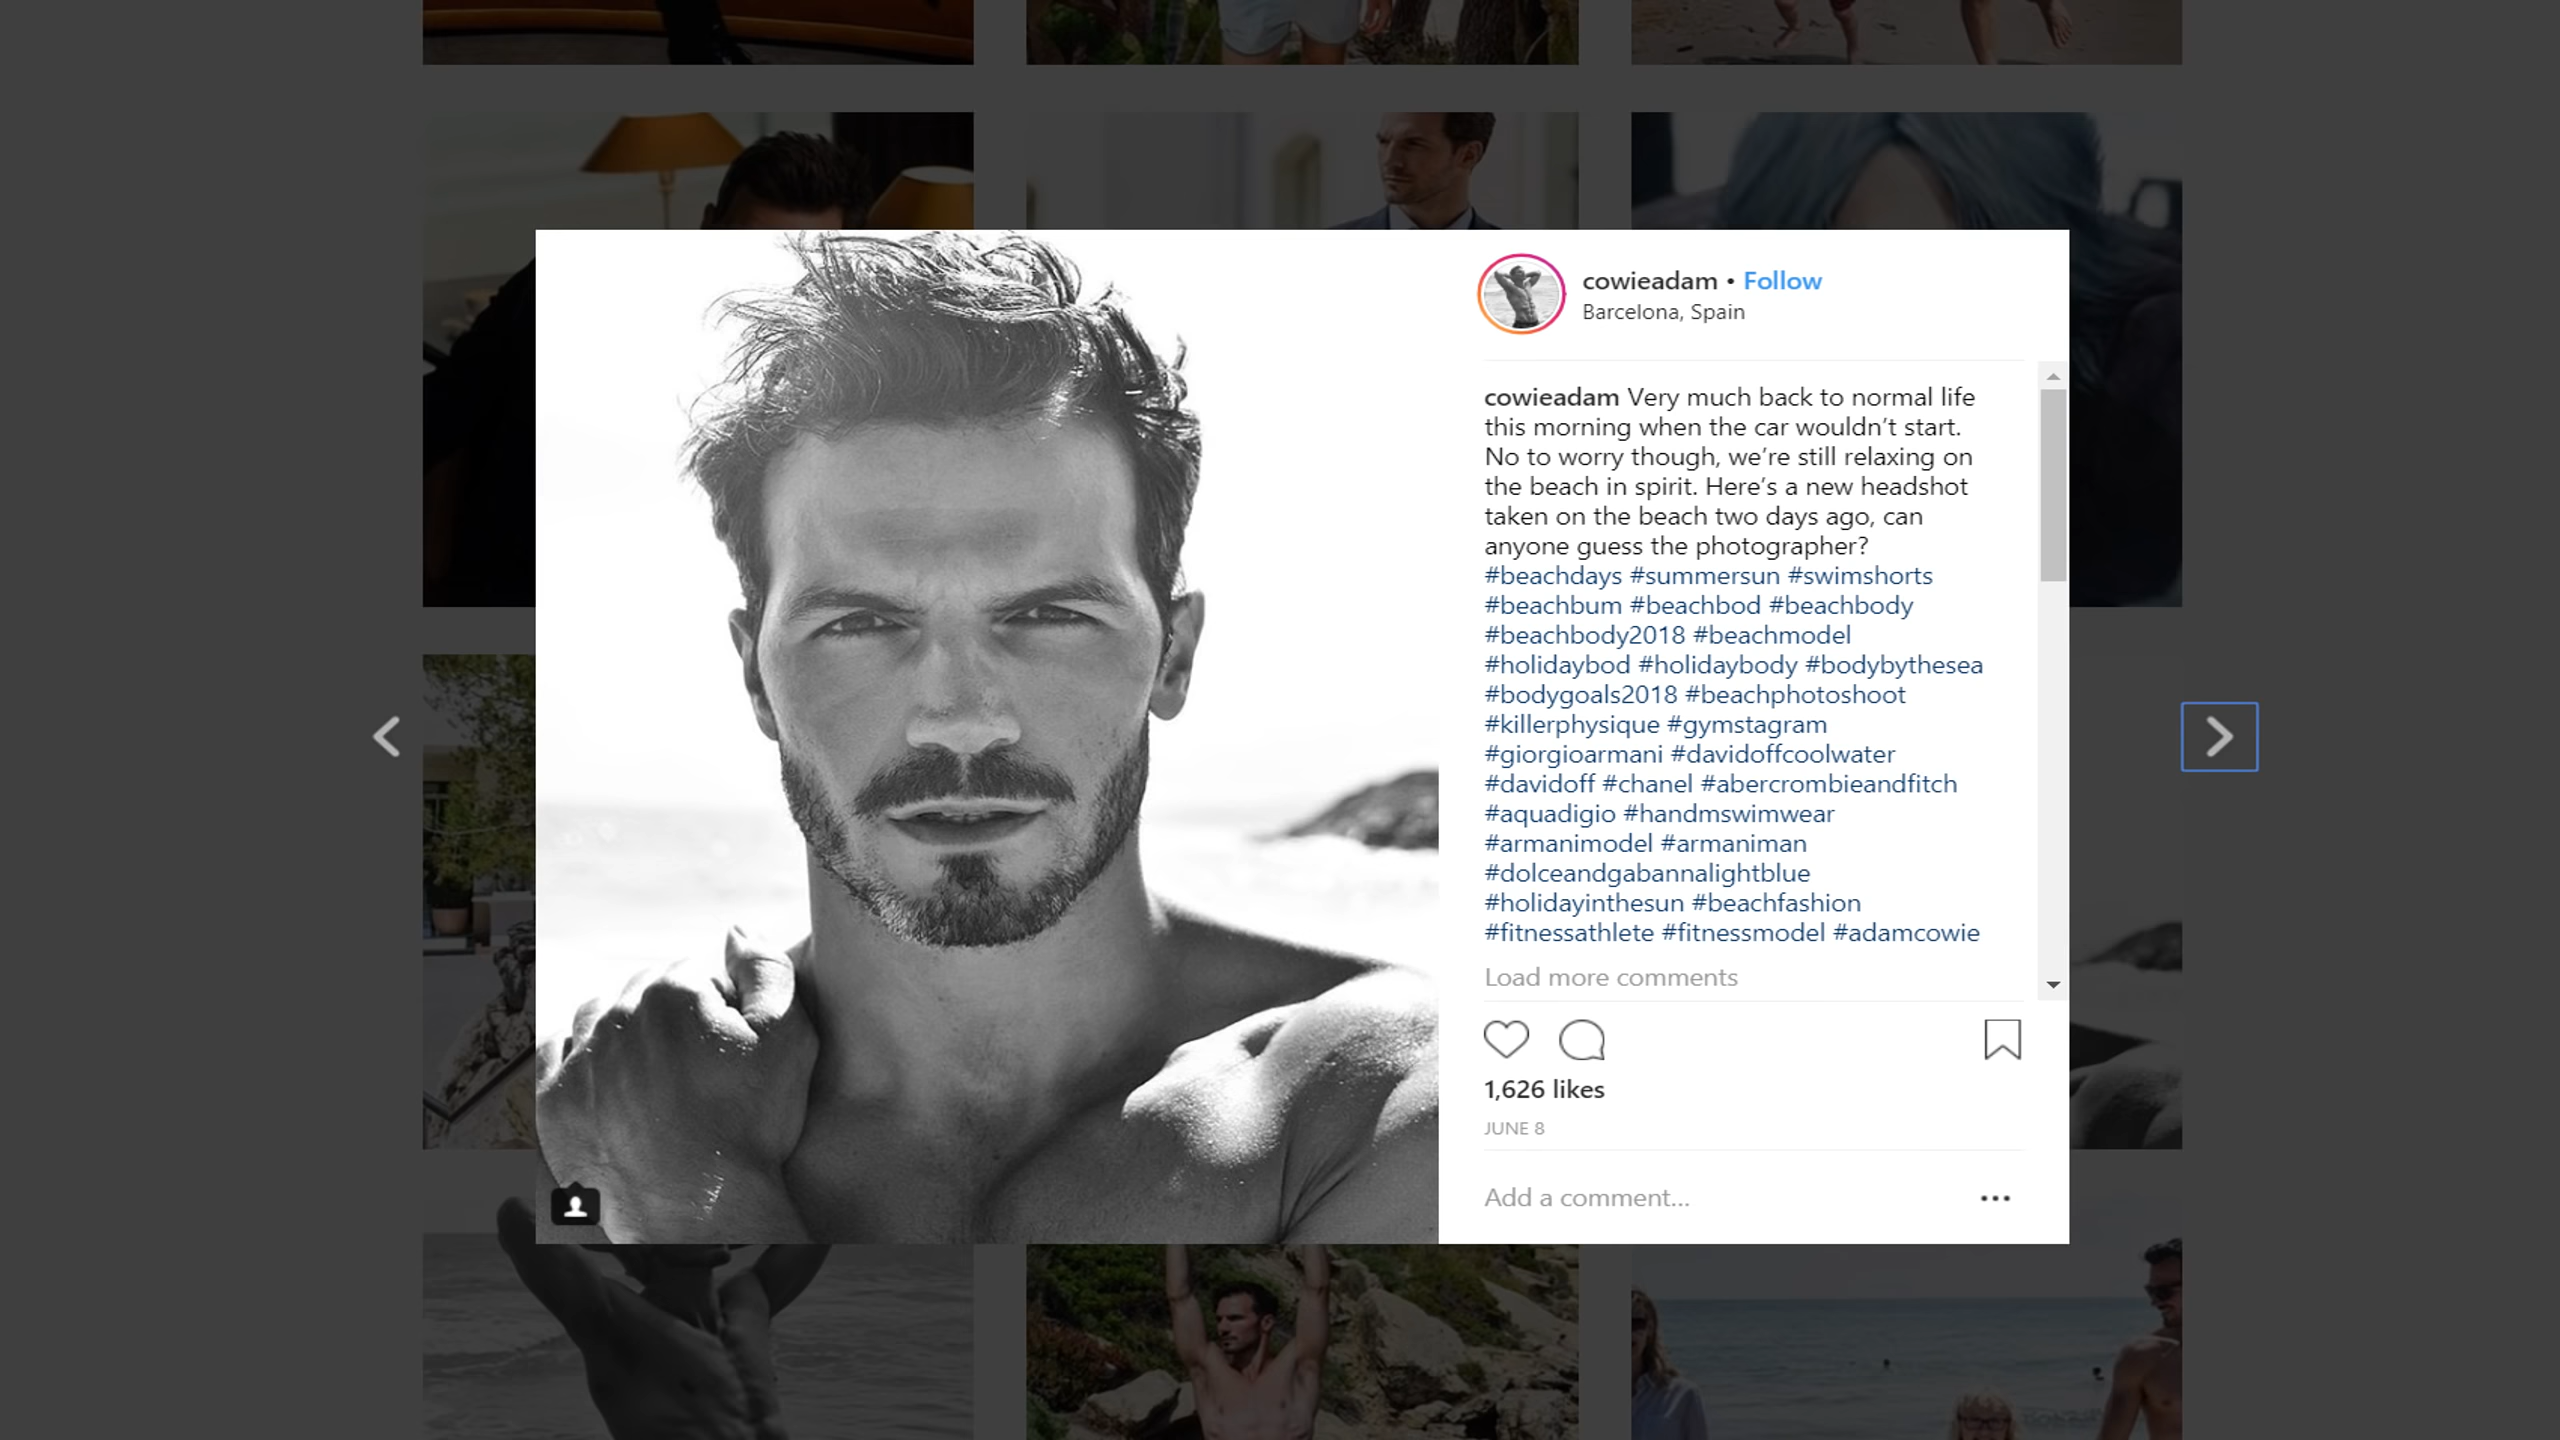 cowieadam • Follow
Barcelona, Spain
cowieadam Very much back to normal life
this morning when the car wouldn’t start.
No to worry though, we’re still relaxing on
the beach in spirit. Here’s a new headshot
taken on the beach two days ago, can
anyone guess the photographer?
#beachdays #summersun #swimshorts
#beachbum #beachbod #beachbody
#beachbody2018 #beachmodel
#holidaybod #holidaybody #bodybythesea
#bodygoals2018 #beachphotoshoot
#killerphysique #gymstagram
#giorgioarmani #davidoffcoolwater
#davidoff #chanel #abercrombieandfitch
#aquadigio #handmswimwear
#armanimodel #armaniman
#dolceandgabannalightblue
#holidayinthesun #beachfashion
#fitnessathlete #fitnessmodel #adamcowie
Load more comments
1,626 likes
JUNE 8
Add a comment...